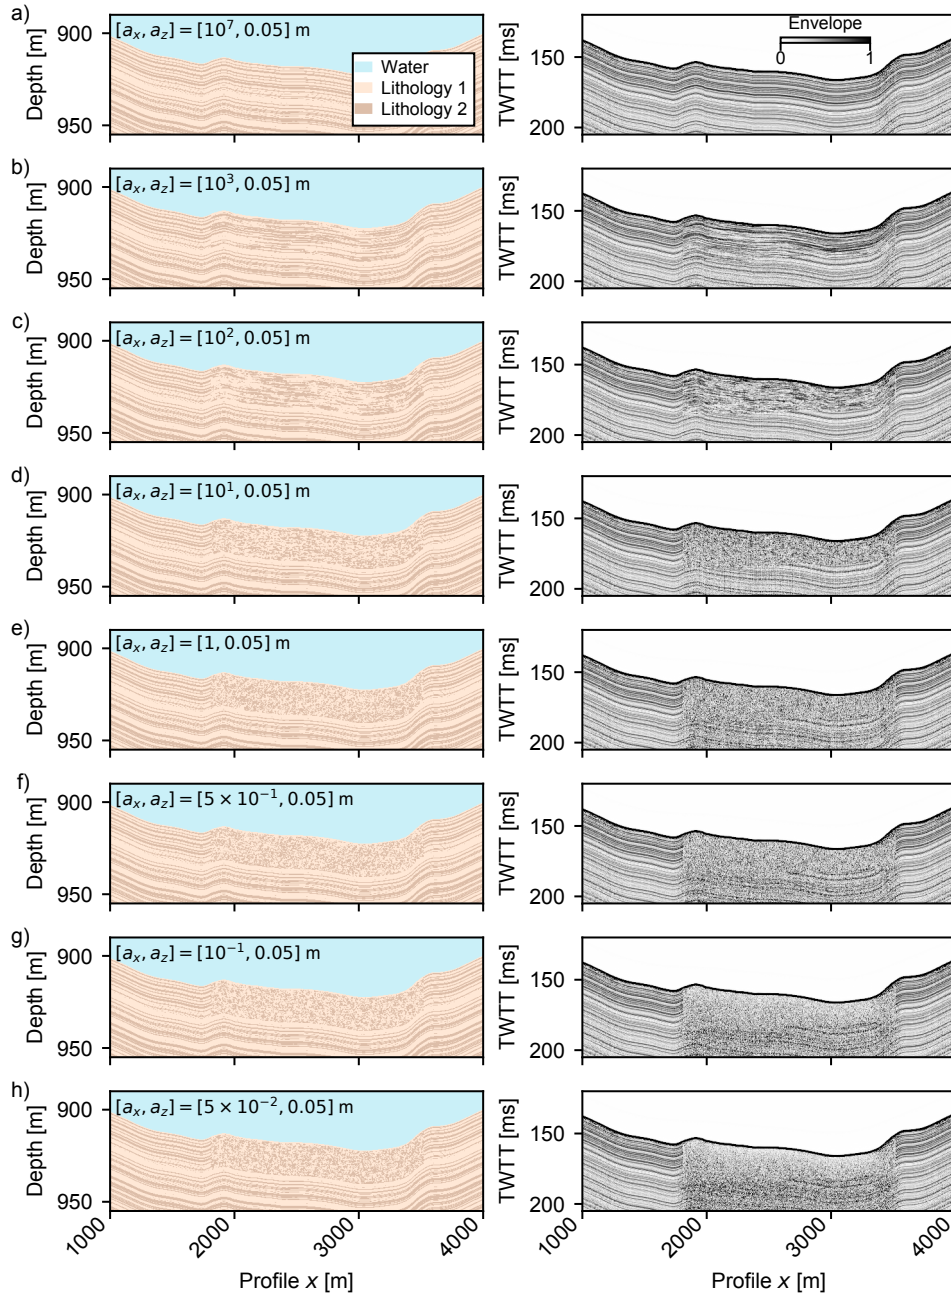 a)
[a_x, a_z] = [10^7, 0.05] m
Depth [m]
900
950
Water
Lithology 1
Lithology 2
TWTT [ms]
150
200
Envelope
0 1
b)
[a_x, a_z] = [10^3, 0.05] m
Depth [m]
900
950
TWTT [ms]
150
200
c)
[a_x, a_z] = [10^2, 0.05] m
Depth [m]
900
950
TWTT [ms]
150
200
d)
[a_x, a_z] = [10^1, 0.05] m
Depth [m]
900
950
TWTT [ms]
150
200
e)
[a_x, a_z] = [1, 0.05] m
Depth [m]
900
950
TWTT [ms]
150
200
f)
[a_x, a_z] = [5 × 10^-1, 0.05] m
Depth [m]
900
950
TWTT [ms]
150
200
g)
[a_x, a_z] = [10^-1, 0.05] m
Depth [m]
900
950
TWTT [ms]
150
200
h)
[a_x, a_z] = [5 × 10^-2, 0.05] m
Depth [m]
900
950
TWTT [ms]
150
200
1000 2000 3000 4000
Profile x [m]
1000 2000 3000 4000
Profile x [m]